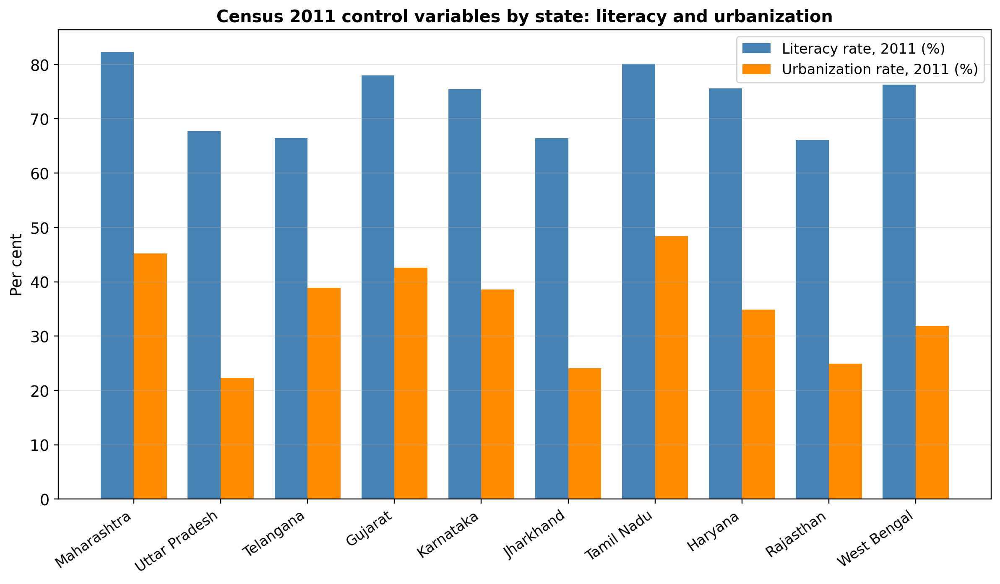 Census 2011 control variables by state: literacy and urbanization
Literacy rate, 2011 (%)
Urbanization rate, 2011 (%)
Per cent
80
70
60
50
40
30
20
10
0
Maharashtra
Uttar Pradesh
Telangana
Gujarat
Karnataka
Jharkhand
Tamil Nadu
Haryana
Rajasthan
West Bengal